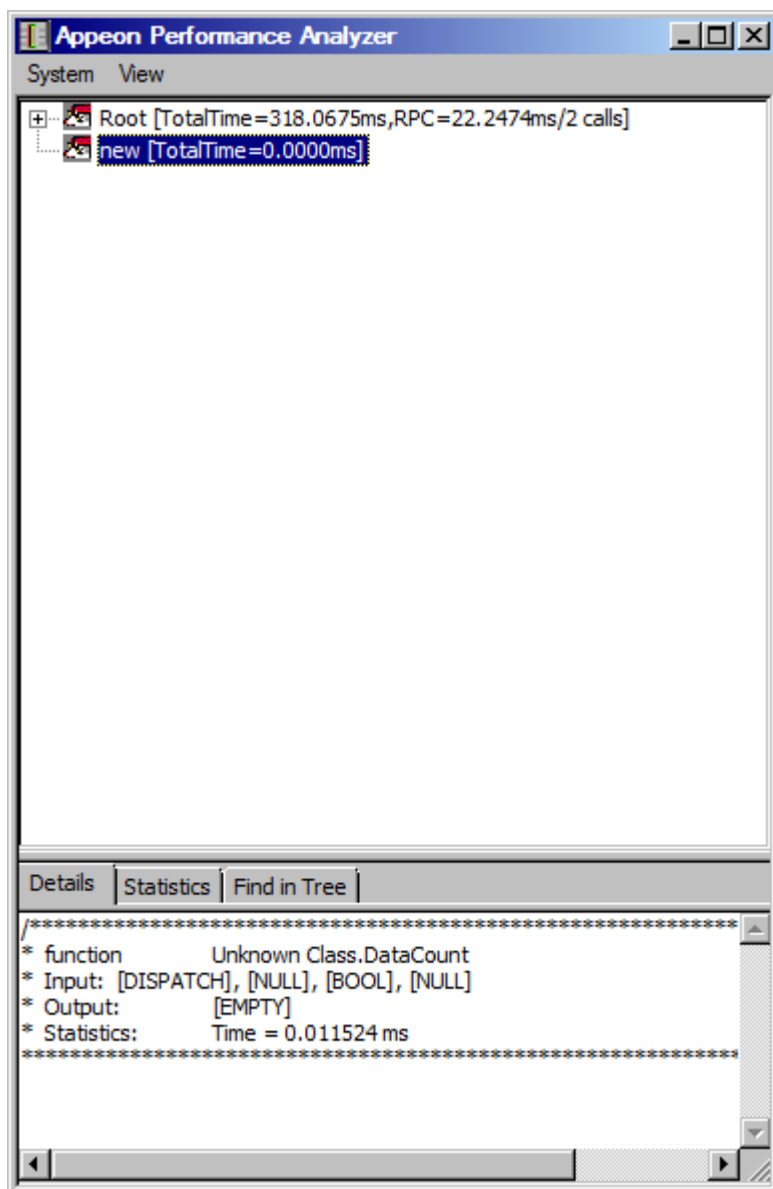 Appeon Performance Analyzer
System View
Root [TotalTime=318.0675ms,RPC=22.2474ms/2 calls]
new [TotalTime=0.0000ms]
Details Statistics Find in Tree
/***********************************************************
* function Unknown Class.DataCount
* Input: [DISPATCH], [NULL], [BOOL], [NULL]
* Output: [EMPTY]
* Statistics: Time = 0.011524 ms
************************************************************